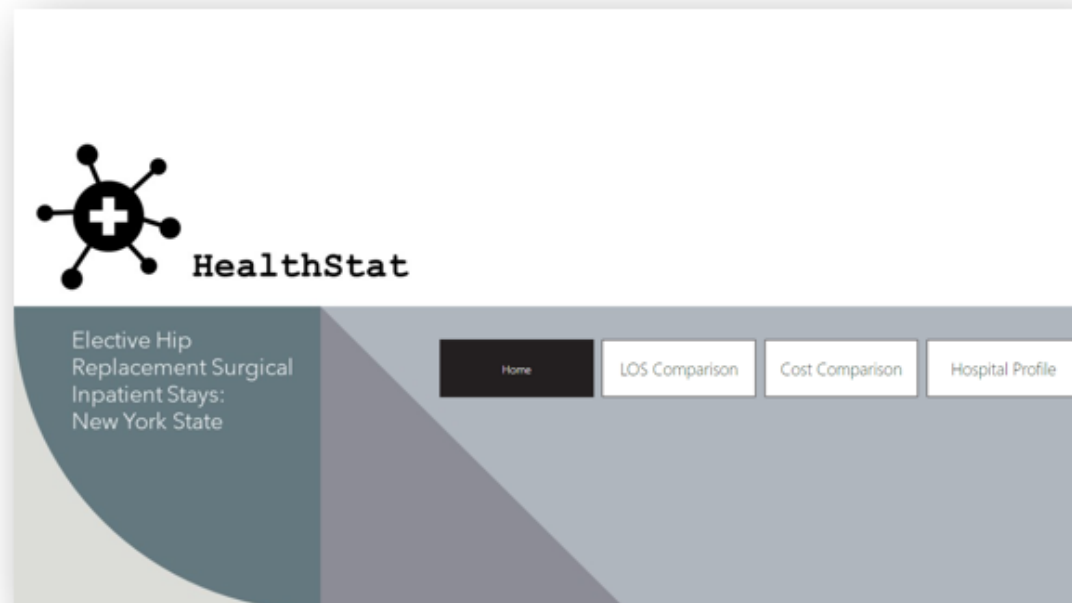 HealthStat
Elective Hip
Replacement Surgical
Inpatient Stays:
New York State
Home
LOS Comparison
Cost Comparison
Hospital Profile